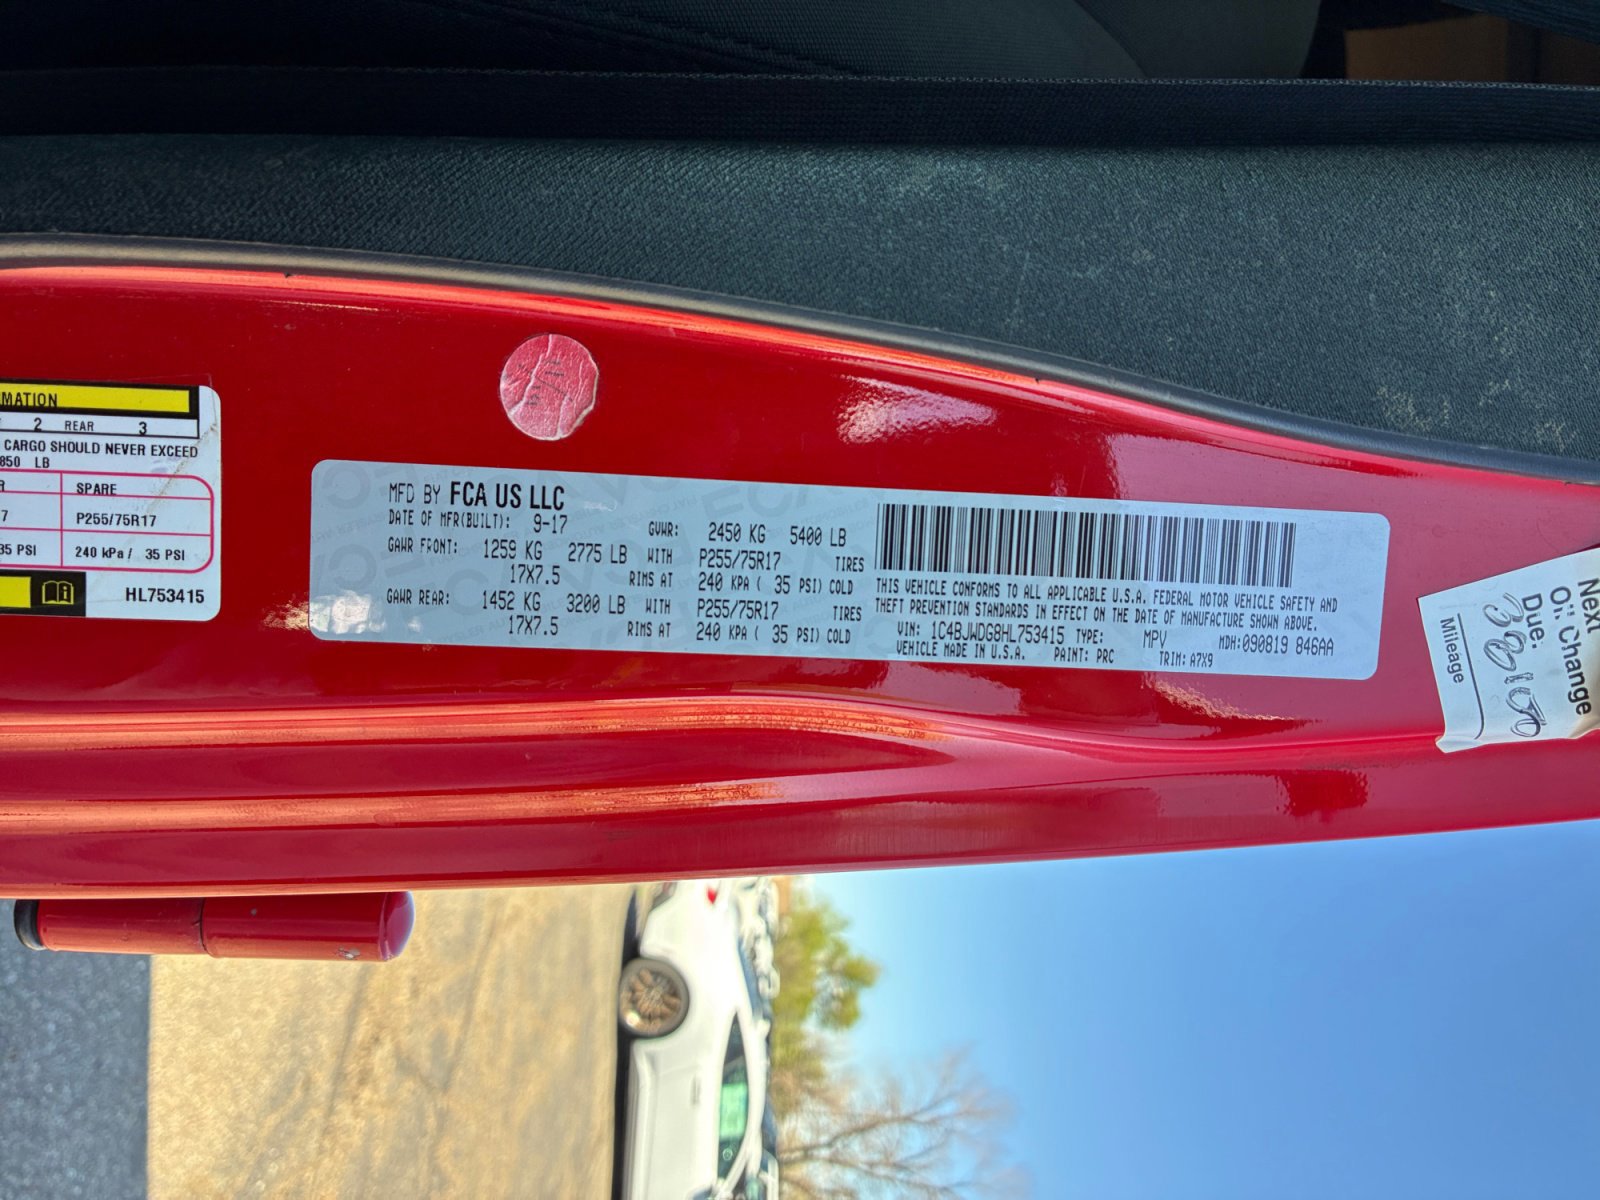 MATION
2 REAR 3
CARGO SHOULD NEVER EXCEED
850 LB
SPARE
P255/75R17
35 PSI 240 kPa / 35 PSI
HL753415
MFD BY FCA US LLC
DATE OF MFR(BUILT): 9-17 GVWR: 2450 KG 5400 LB
GAWR FRONT: 1259 KG 2775 LB WITH P255/75R17 TIRES
17X7.5 RIMS AT 240 KPA ( 35 PSI) COLD
GAWR REAR: 1452 KG 3200 LB WITH P255/75R17 TIRES
17X7.5 RIMS AT 240 KPA ( 35 PSI) COLD
THIS VEHICLE CONFORMS TO ALL APPLICABLE U.S.A. FEDERAL MOTOR VEHICLE SAFETY AND
THEFT PREVENTION STANDARDS IN EFFECT ON THE DATE OF MANUFACTURE SHOWN ABOVE.
VIN: 1C4BJWDG8HL753415 TYPE: MPV MDH:090819 846AA
VEHICLE MADE IN U.S.A. PAINT: PRC TRIM: A7X9
Next
Oil Change
Due:
Mileage